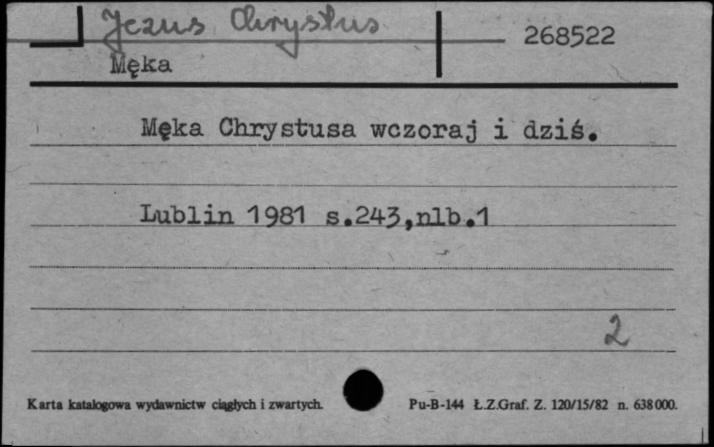 Jezus Chrystus
268522
Męka
Męka Chrystusa wczoraj i dziś.
Lublin 1981 s.243,nlb.1
2
Karta katalogowa wydawnictw ciągłych i zwartych.
Pu-B-144 Ł.Z.Graf. Z. 120/15/82 n. 638000.